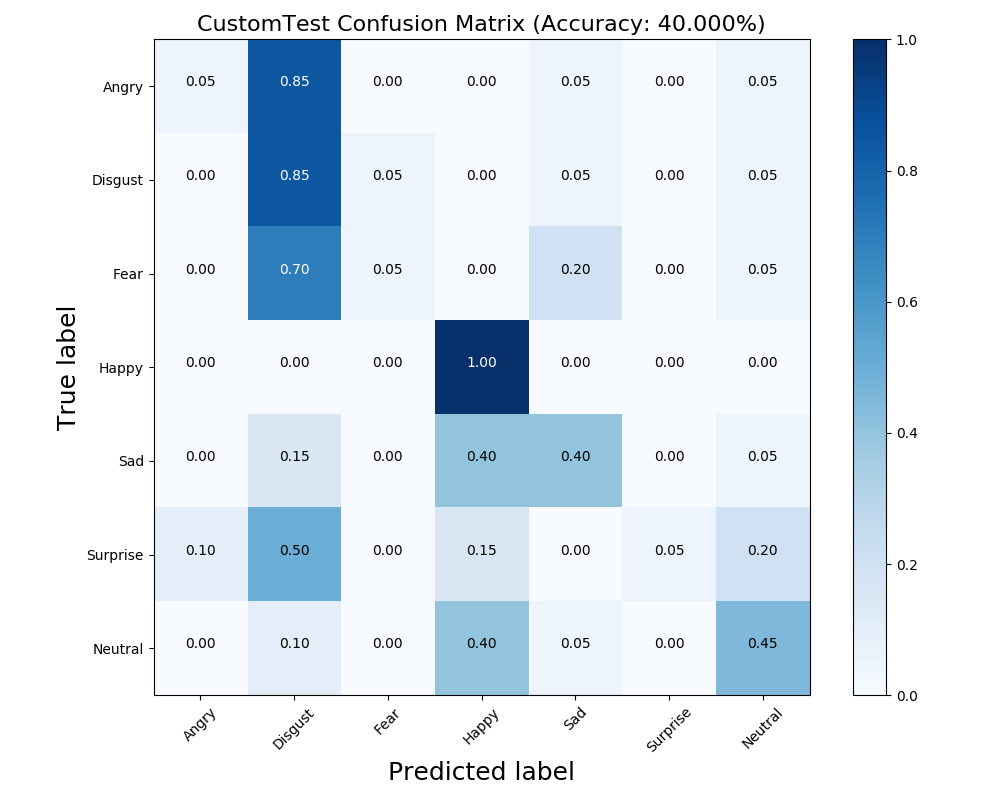 CustomTest Confusion Matrix (Accuracy: 40.000%)
True label
Angry 0.05 0.85 0.00 0.00 0.05 0.00 0.05
Disgust 0.00 0.85 0.05 0.00 0.05 0.00 0.05
Fear 0.00 0.70 0.05 0.00 0.20 0.00 0.05
Happy 0.00 0.00 0.00 1.00 0.00 0.00 0.00
Sad 0.00 0.15 0.00 0.40 0.40 0.00 0.05
Surprise 0.10 0.50 0.00 0.15 0.00 0.05 0.20
Neutral 0.00 0.10 0.00 0.40 0.05 0.00 0.45
Angry Disgust Fear Happy Sad Surprise Neutral
Predicted label
1.0
0.8
0.6
0.4
0.2
0.0